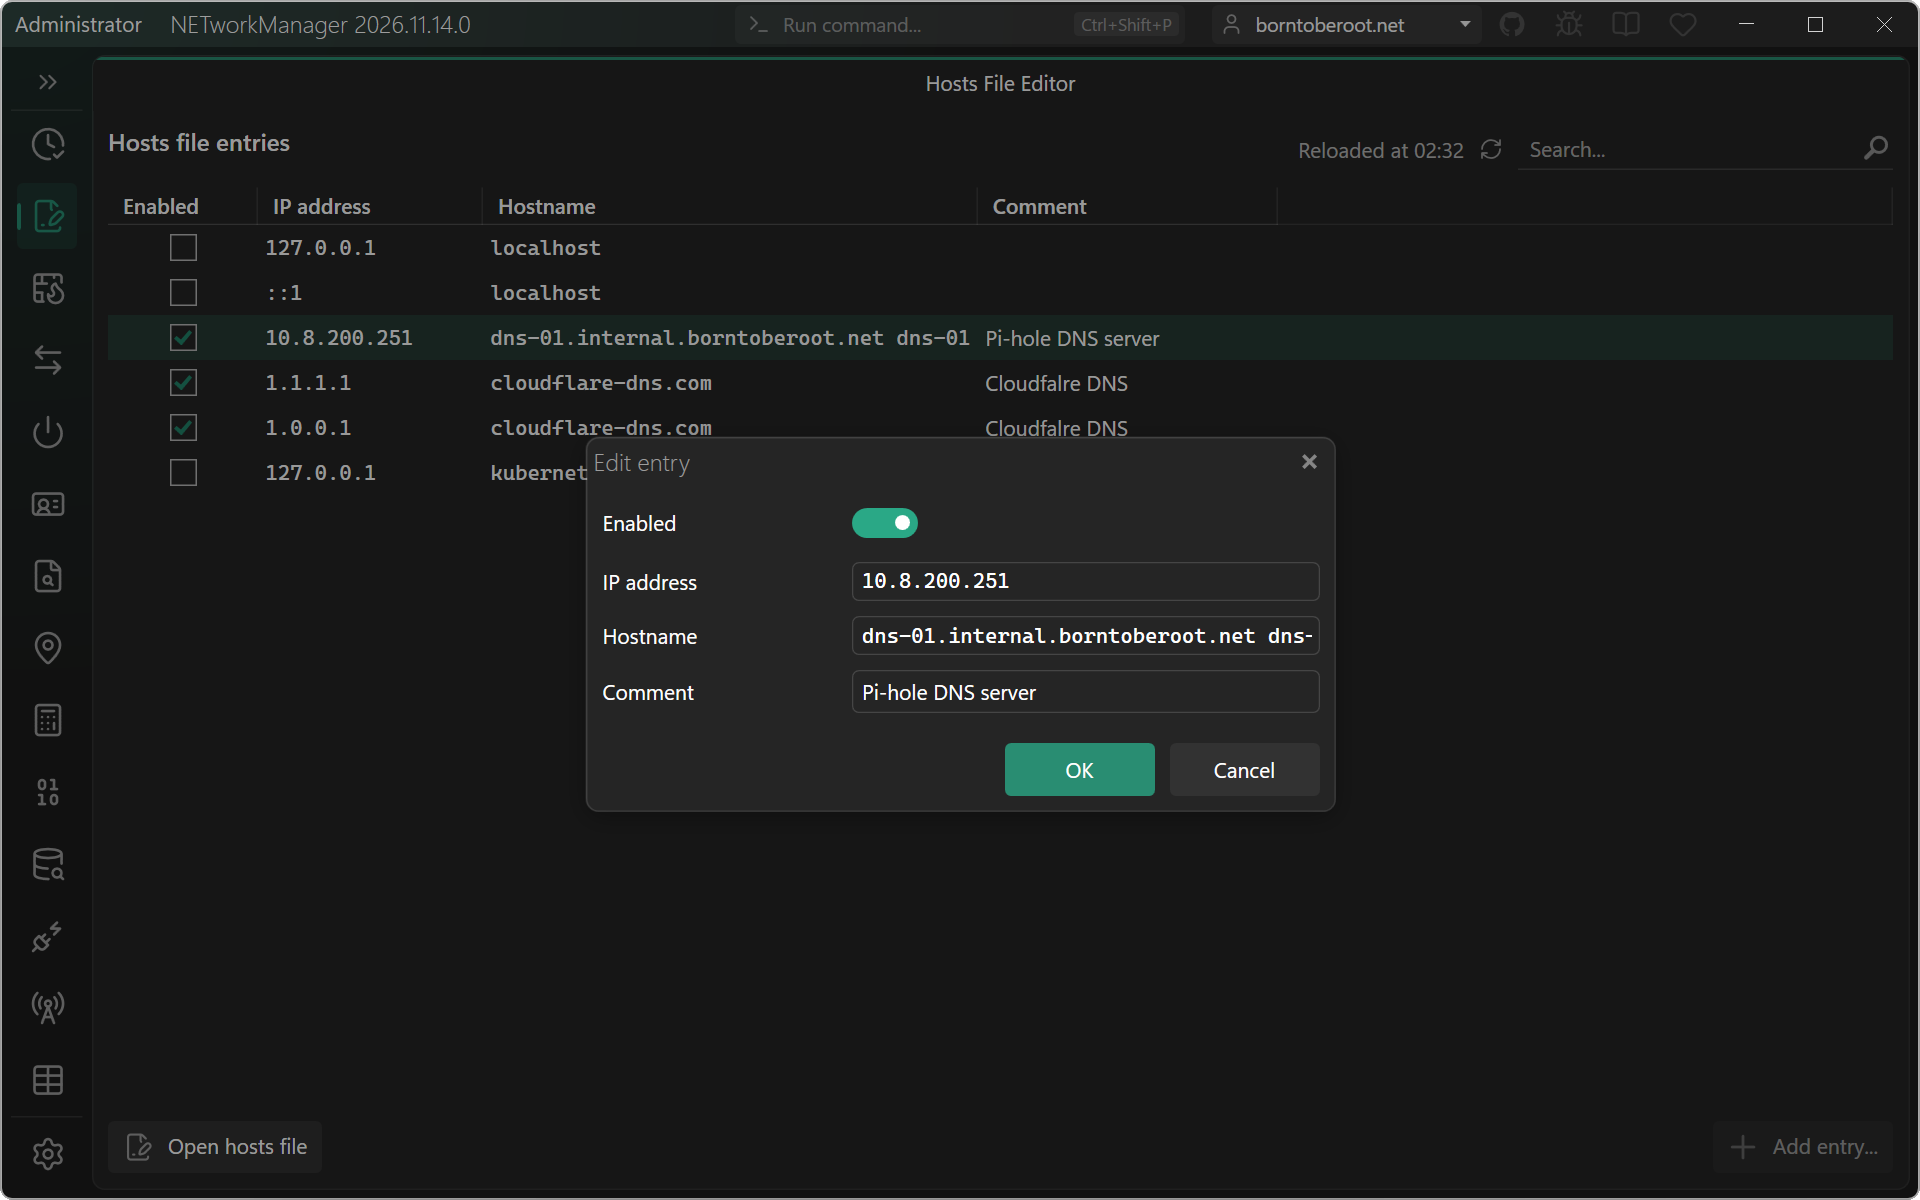 Administrator NETworkManager 2026.11.14.0 Run command... Ctrl+Shift+P borntoberoot.net
Hosts File Editor
Hosts file entries
Reloaded at 02:32 Search...
Enabled IP address Hostname Comment
127.0.0.1 localhost
::1 localhost
10.8.200.251 dns-01.internal.borntoberoot.net dns-01 Pi-hole DNS server
1.1.1.1 cloudflare-dns.com Cloudfalre DNS
1.0.0.1 cloudflare-dns.com Cloudfalre DNS
127.0.0.1 kubernet
Edit entry
Enabled
IP address 10.8.200.251
Hostname dns-01.internal.borntoberoot.net dns-
Comment Pi-hole DNS server
OK Cancel
01
10
Open hosts file Add entry...